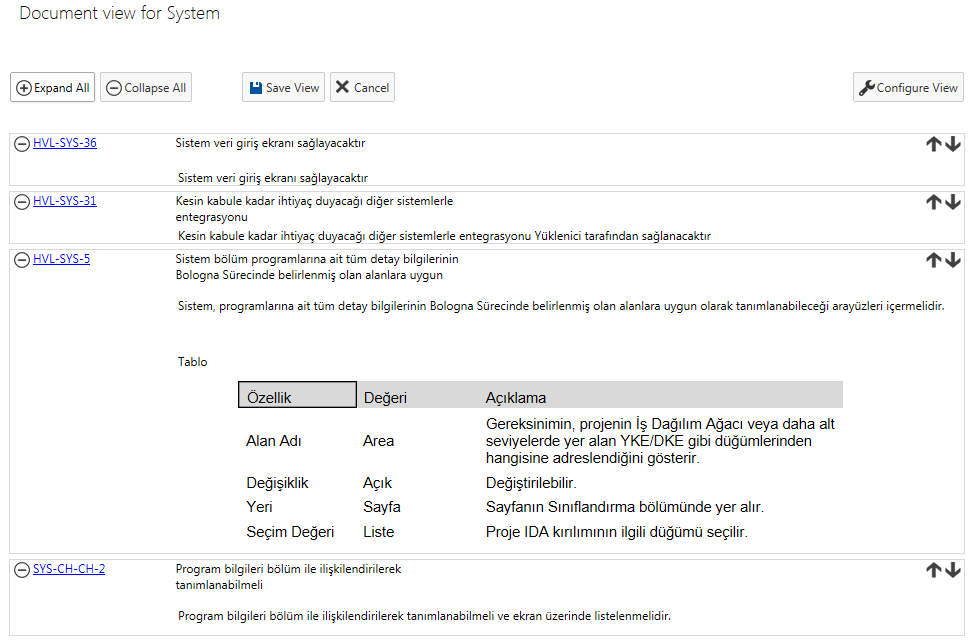 Document view for System
Expand All Collapse All Save View Cancel Configure View
HVL-SYS-36 Sistem veri giriş ekranı sağlayacaktır
Sistem veri giriş ekranı sağlayacaktır
HVL-SYS-31 Kesin kabule kadar ihtiyaç duyacağı diğer sistemlerle
entegrasyonu
Kesin kabule kadar ihtiyaç duyacağı diğer sistemlerle entegrasyonu Yüklenici tarafından sağlanacaktır
HVL-SYS-5 Sistem bölüm programlarına ait tüm detay bilgilerinin
Bologna Sürecinde belirlenmiş olan alanlara uygun
Sistem, programlarına ait tüm detay bilgilerinin Bologna Sürecinde belirlenmiş olan alanlara uygun olarak tanımlanabileceği arayüzleri içermelidir.
Tablo
Özellik Değeri Açıklama
Gereksinimin, projenin İş Dağılım Ağacı veya daha alt
Alan Adı Area seviyelerde yer alan YKE/DKE gibi düğümlerinden
hangisine adreslendiğini gösterir.
Değişiklik Açık Değiştirilebilir.
Yeri Sayfa Sayfanın Sınıflandırma bölümünde yer alır.
Seçim Değeri Liste Proje IDA kırılımının ilgili düğümü seçilir.
SYS-CH-CH-2 Program bilgileri bölüm ile ilişkilendirilerek
tanımlanabilmeli
Program bilgileri bölüm ile ilişkilendirilerek tanımlanabilmeli ve ekran üzerinde listelenmelidir.